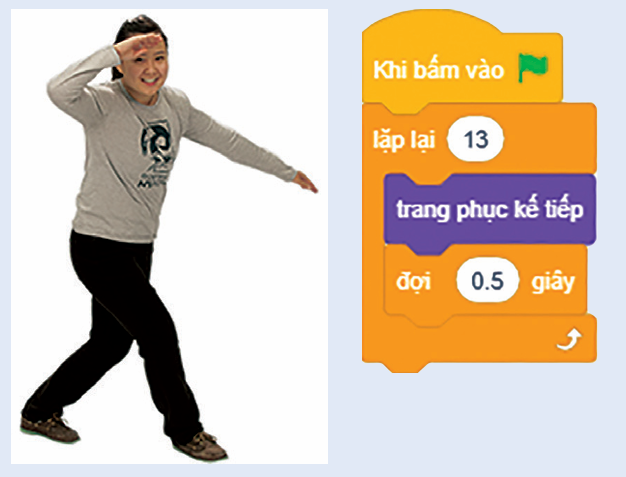 Khi bấm vào
lặp lại 13
trang phục kế tiếp
đợi 0.5 giây